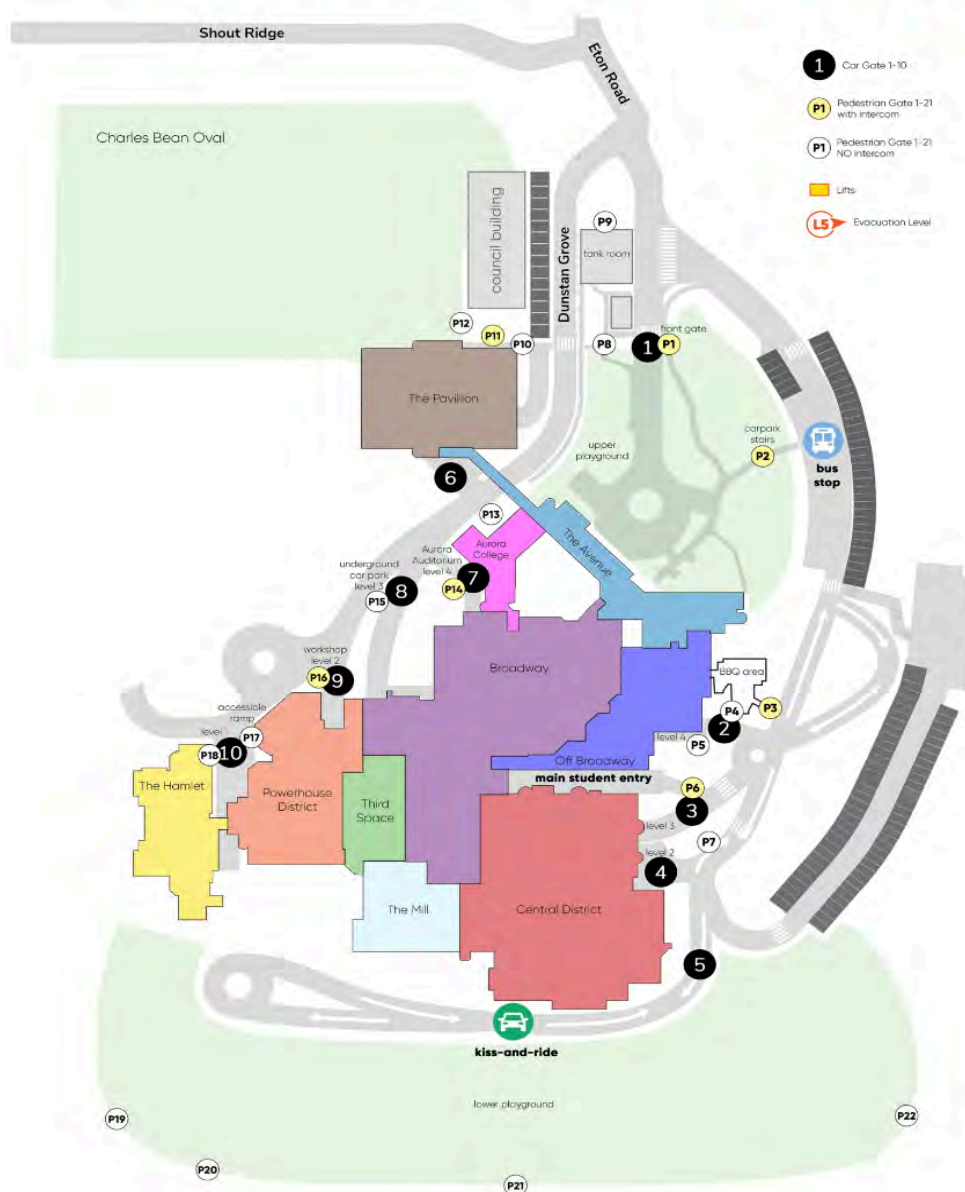 Shout Ridge
Eton Road
1 Car Gate 1-10
P1 Pedestrian Gate 1-21
with intercom
P1 Pedestrian Gate 1-21
NO intercom
Lifts
L5 Evacuation Level
Charles Bean Oval
council building
Dunstan Grove
P9
tank room
P12
P11
P10
P8
front gate
1
P1
The Pavillion
upper
playground
carpark
stairs
P2
bus
stop
6
P13
The Avenue
Aurora
College
Aurora
Auditorium
level 4
7
P14
underground
car park
level 3
8
P15
Broadway
workshop
level 2
P16
9
BBQ area
P4
P3
2
level 4
P5
accessible
ramp
P17
level 1
P18
10
Off Broadway
main student entry
The Hamlet
Powerhouse
District
Third
Space
P6
3
level 3
P7
level 2
4
The Mill
Central District
5
kiss-and-ride
lower playground
P19
P22
P20
P21